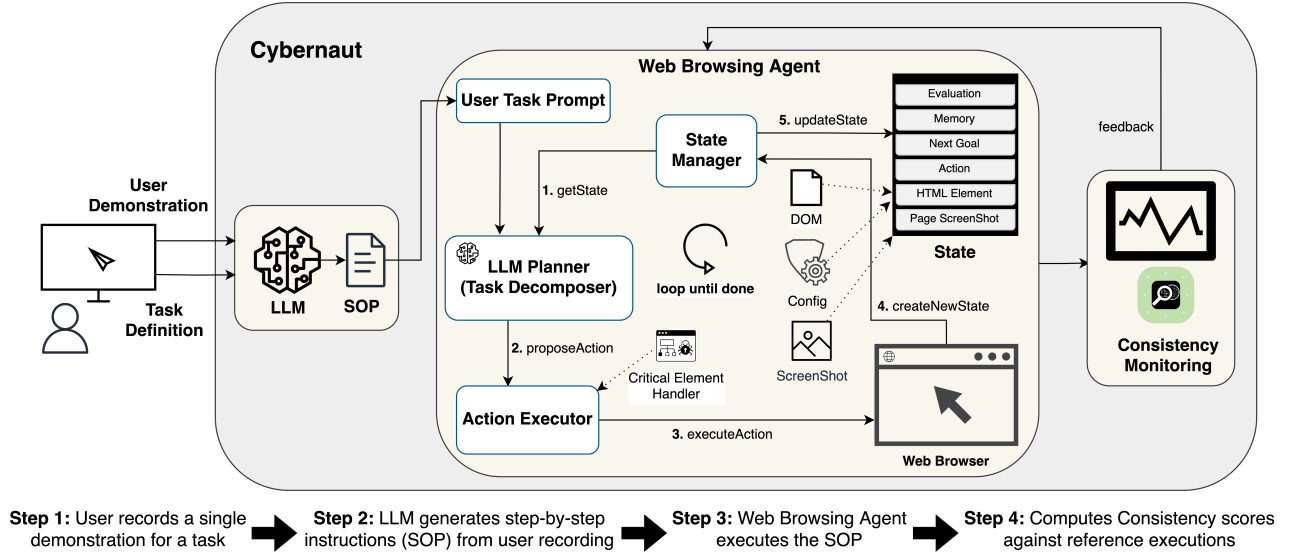 Cybernaut
Web Browsing Agent
User Task Prompt
State
Manager
5. updateState
Evaluation
Memory
Next Goal
Action
HTML Element
Page ScreenShot
State
feedback
1. getState
DOM
User
Demonstration
LLM
SOP
Task
Definition
LLM Planner
(Task Decomposer)
loop until done
Config
4. createNewState
2. proposeAction
Critical Element
Handler
ScreenShot
Action Executor
3. executeAction
Web Browser
Consistency
Monitoring
Step 1: User records a single
demonstration for a task
Step 2: LLM generates step-by-step
instructions (SOP) from user recording
Step 3: Web Browsing Agent
executes the SOP
Step 4: Computes Consistency scores
against reference executions